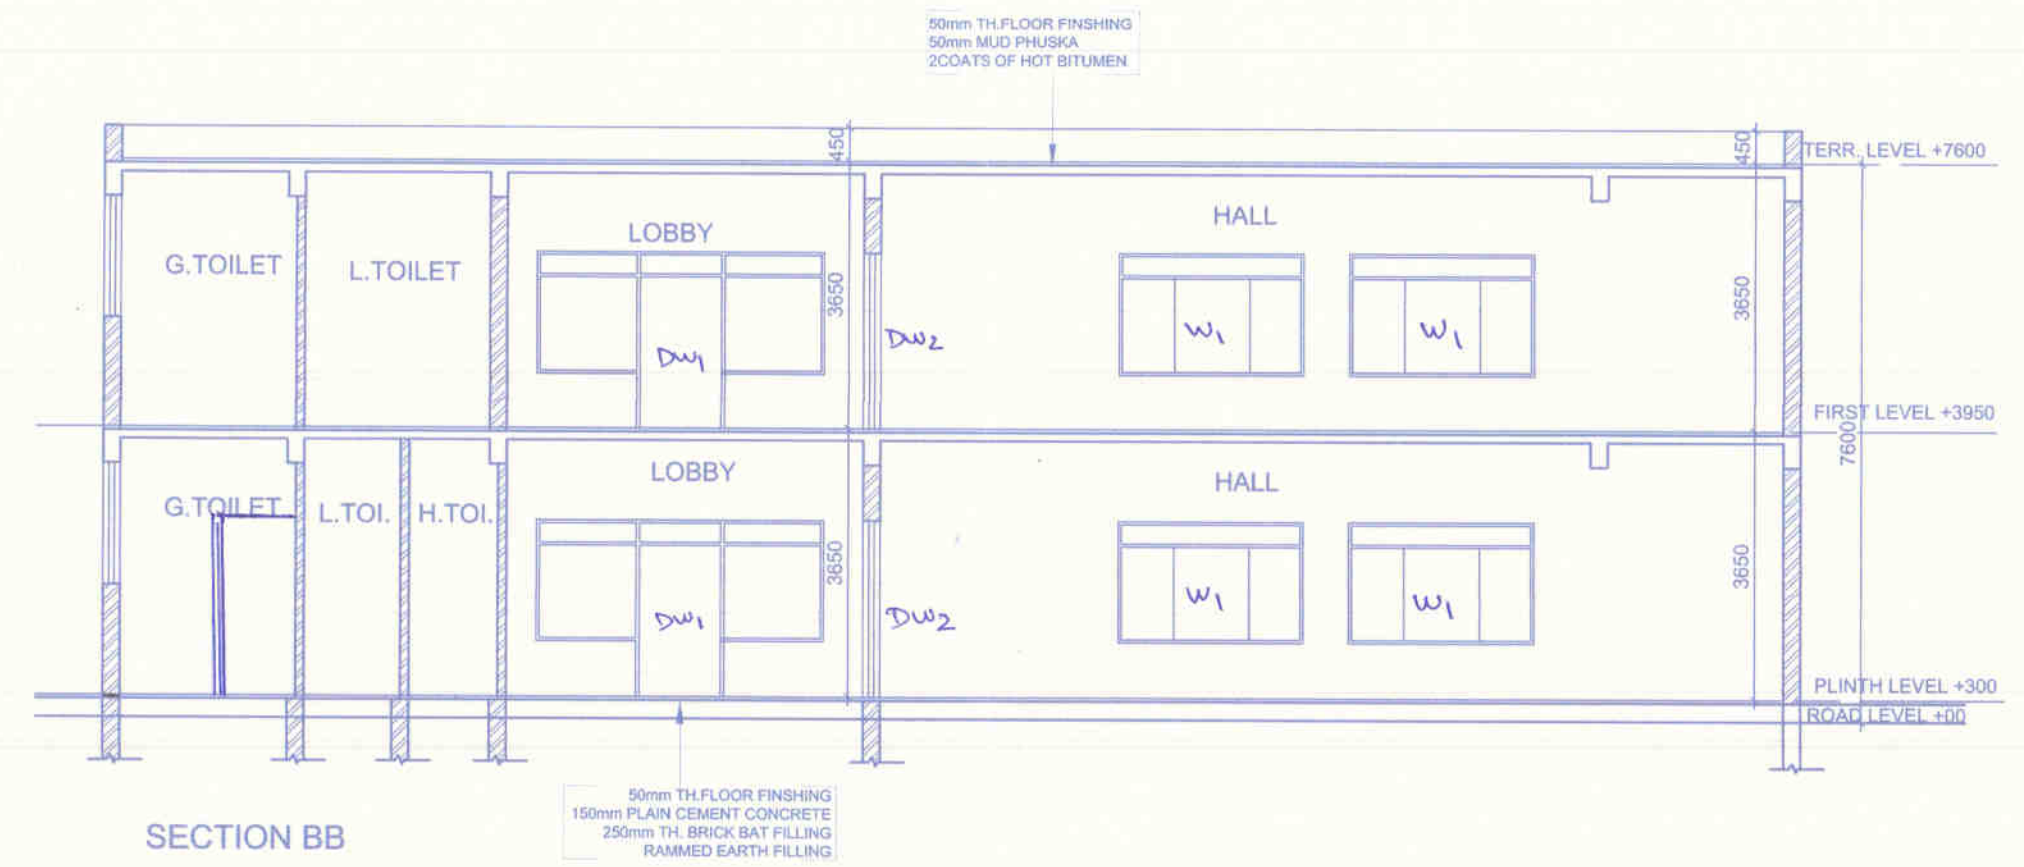 50mm TH.FLOOR FINSHING
50mm MUD PHUSKA
2COATS OF HOT BITUMEN
450
450
TERR. LEVEL +7600
G.TOILET
L.TOILET
LOBBY
HALL
3650
3650
DW1
DW2
W1
W1
FIRST LEVEL +3950
7600
G.TOILET
L.TOI.
H.TOI.
LOBBY
HALL
3650
3650
DW1
DW2
W1
W1
PLINTH LEVEL +300
ROAD LEVEL +00
50mm TH.FLOOR FINSHING
150mm PLAIN CEMENT CONCRETE
250mm TH. BRICK BAT FILLING
RAMMED EARTH FILLING
SECTION BB